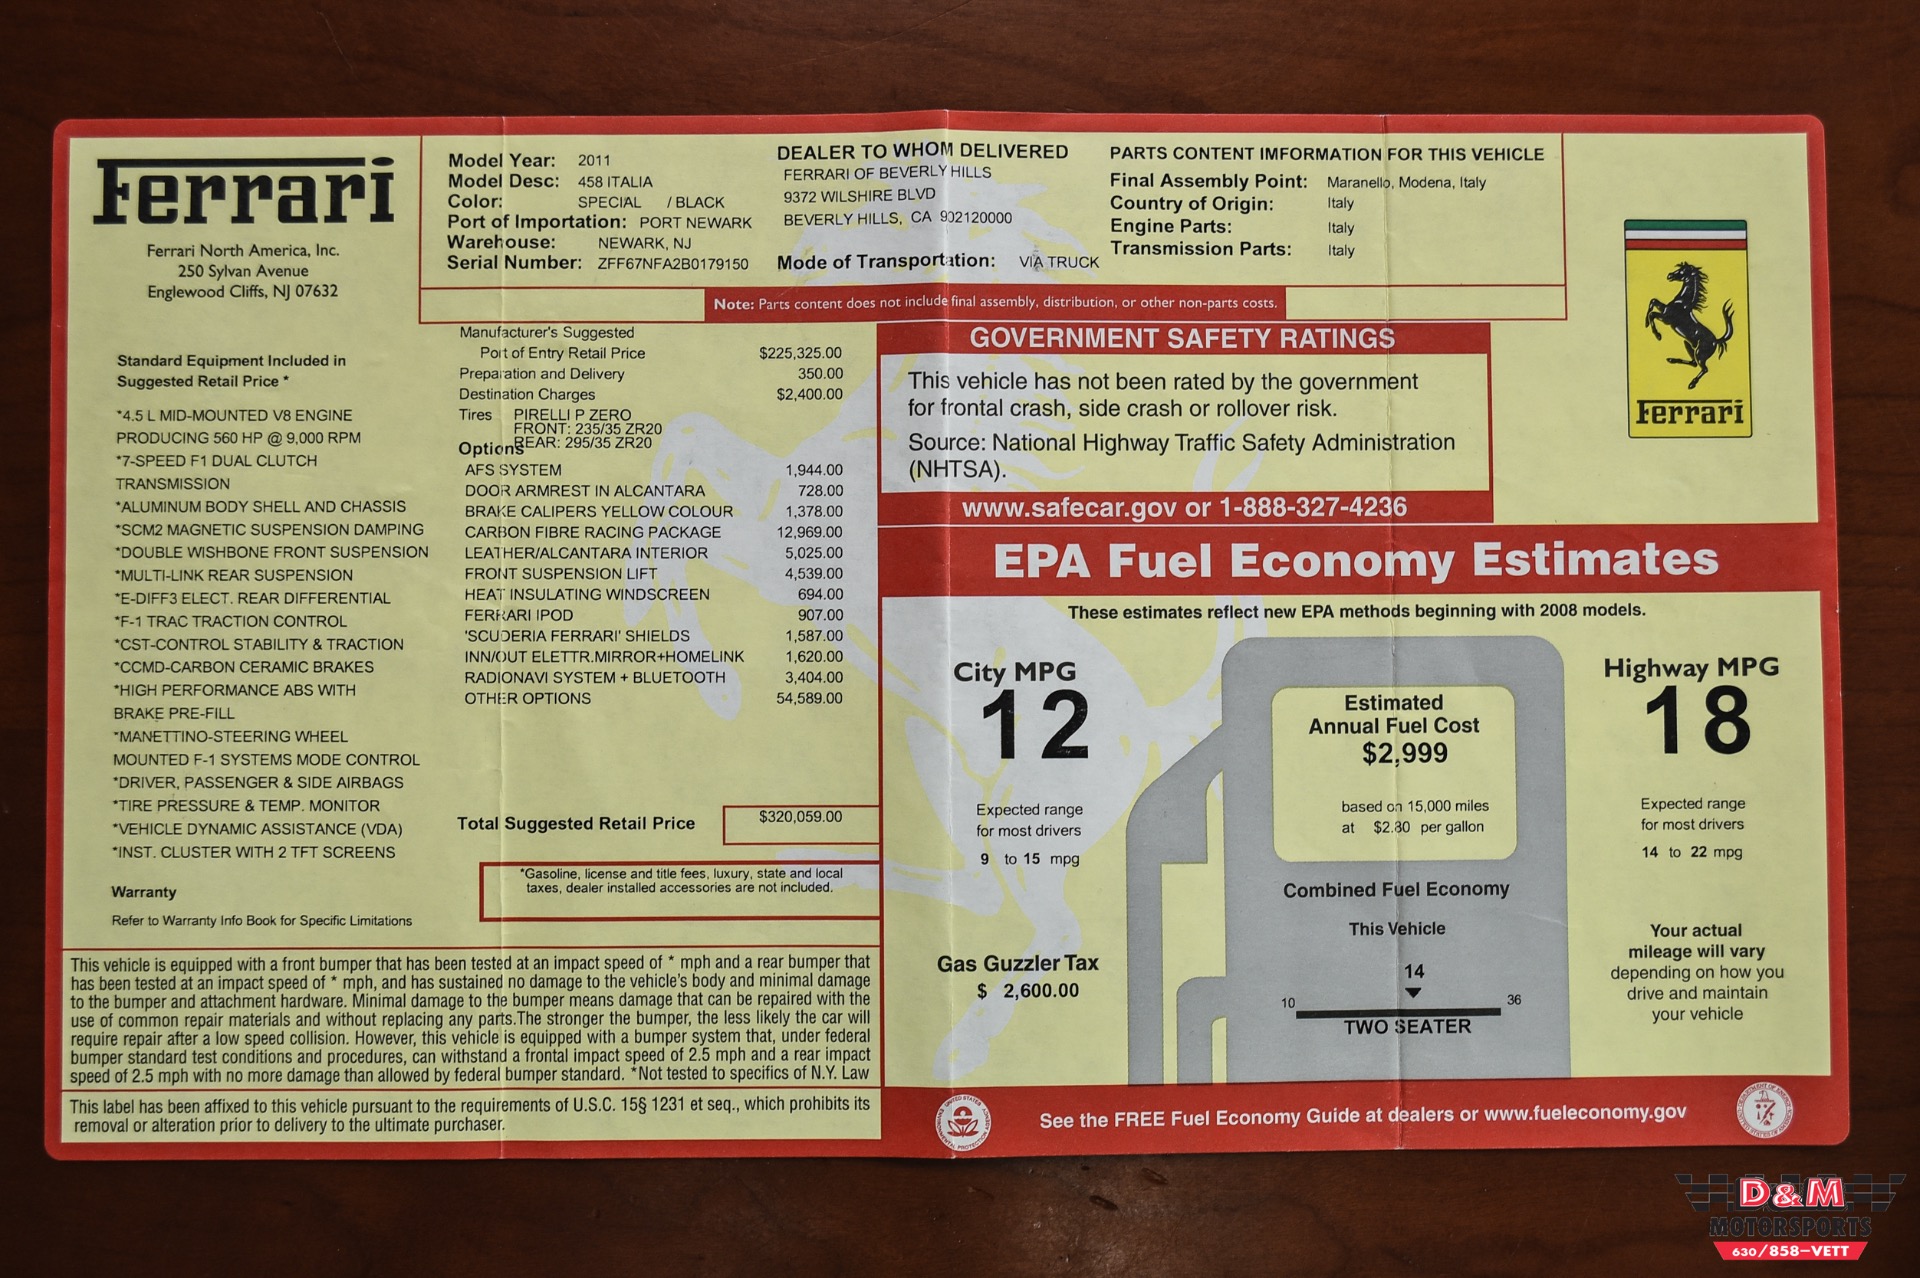 Ferrari
Ferrari North America, Inc.
250 Sylvan Avenue
Englewood Cliffs, NJ 07632
Model Year: 2011
Model Desc: 458 ITALIA
Color: SPECIAL / BLACK
Port of Importation: PORT NEWARK
Warehouse: NEWARK, NJ
Serial Number: ZFF67NFA2B0179150
DEALER TO WHOM DELIVERED
FERRARI OF BEVERLY HILLS
9372 WILSHIRE BLVD
BEVERLY HILLS, CA 902120000
Mode of Transportation: VIA TRUCK
PARTS CONTENT IMFORMATION FOR THIS VEHICLE
Final Assembly Point: Maranello, Modena, Italy
Country of Origin: Italy
Engine Parts: Italy
Transmission Parts: Italy
Note: Parts content does not include final assembly, distribution, or other non-parts costs.
Ferrari
Standard Equipment Included in
Suggested Retail Price *
*4.5 L MID-MOUNTED V8 ENGINE
PRODUCING 560 HP @ 9,000 RPM
*7-SPEED F1 DUAL CLUTCH
TRANSMISSION
*ALUMINUM BODY SHELL AND CHASSIS
*SCM2 MAGNETIC SUSPENSION DAMPING
*DOUBLE WISHBONE FRONT SUSPENSION
*MULTI-LINK REAR SUSPENSION
*E-DIFF3 ELECT. REAR DIFFERENTIAL
*F-1 TRAC TRACTION CONTROL
*CST-CONTROL STABILITY & TRACTION
*CCMD-CARBON CERAMIC BRAKES
*HIGH PERFORMANCE ABS WITH
BRAKE PRE-FILL
*MANETTINO-STEERING WHEEL
MOUNTED F-1 SYSTEMS MODE CONTROL
*DRIVER, PASSENGER & SIDE AIRBAGS
*TIRE PRESSURE & TEMP. MONITOR
*VEHICLE DYNAMIC ASSISTANCE (VDA)
*INST. CLUSTER WITH 2 TFT SCREENS
Warranty
Refer to Warranty Info Book for Specific Limitations
Manufacturer's Suggested
Port of Entry Retail Price $225,325.00
Preparation and Delivery 350.00
Destination Charges $2,400.00
Tires PIRELLI P ZERO
FRONT: 235/35 ZR20
REAR: 295/35 ZR20
Options
AFS SYSTEM 1,944.00
DOOR ARMREST IN ALCANTARA 728.00
BRAKE CALIPERS YELLOW COLOUR 1,378.00
CARBON FIBRE RACING PACKAGE 12,969.00
LEATHER/ALCANTARA INTERIOR 5,025.00
FRONT SUSPENSION LIFT 4,539.00
HEAT INSULATING WINDSCREEN 694.00
FERRARI IPOD 907.00
'SCUDERIA FERRARI' SHIELDS 1,587.00
INN/OUT ELETTR.MIRROR+HOMELINK 1,620.00
RADIONAVI SYSTEM + BLUETOOTH 3,404.00
OTHER OPTIONS 54,589.00
Total Suggested Retail Price $320,059.00
*Gasoline, license and title fees, luxury, state and local
taxes, dealer installed accessories are not included.
This vehicle is equipped with a front bumper that has been tested at an impact speed of * mph and a rear bumper that
has been tested at an impact speed of * mph, and has sustained no damage to the vehicle's body and minimal damage
to the bumper and attachment hardware. Minimal damage to the bumper means damage that can be repaired with the
use of common repair materials and without replacing any parts.The stronger the bumper, the less likely the car will
require repair after a low speed collision. However, this vehicle is equipped with a bumper system that, under federal
bumper standard test conditions and procedures, can withstand a frontal impact speed of 2.5 mph and a rear impact
speed of 2.5 mph with no more damage than allowed by federal bumper standard. *Not tested to specifics of N.Y. Law
This label has been affixed to this vehicle pursuant to the requirements of U.S.C. 15§ 1231 et seq., which prohibits its
removal or alteration prior to delivery to the ultimate purchaser.
GOVERNMENT SAFETY RATINGS
This vehicle has not been rated by the government
for frontal crash, side crash or rollover risk.
Source: National Highway Traffic Safety Administration
(NHTSA).
www.safecar.gov or 1-888-327-4236
EPA Fuel Economy Estimates
These estimates reflect new EPA methods beginning with 2008 models.
City MPG
12
Expected range
for most drivers
9 to 15 mpg
Gas Guzzler Tax
$ 2,600.00
Estimated
Annual Fuel Cost
$2,999
based on 15,000 miles
at $2.80 per gallon
Combined Fuel Economy
This Vehicle
14
10 36
TWO SEATER
Highway MPG
18
Expected range
for most drivers
14 to 22 mpg
Your actual
mileage will vary
depending on how you
drive and maintain
your vehicle
See the FREE Fuel Economy Guide at dealers or www.fueleconomy.gov
D&M
MOTORSPORTS
630/858-VETT